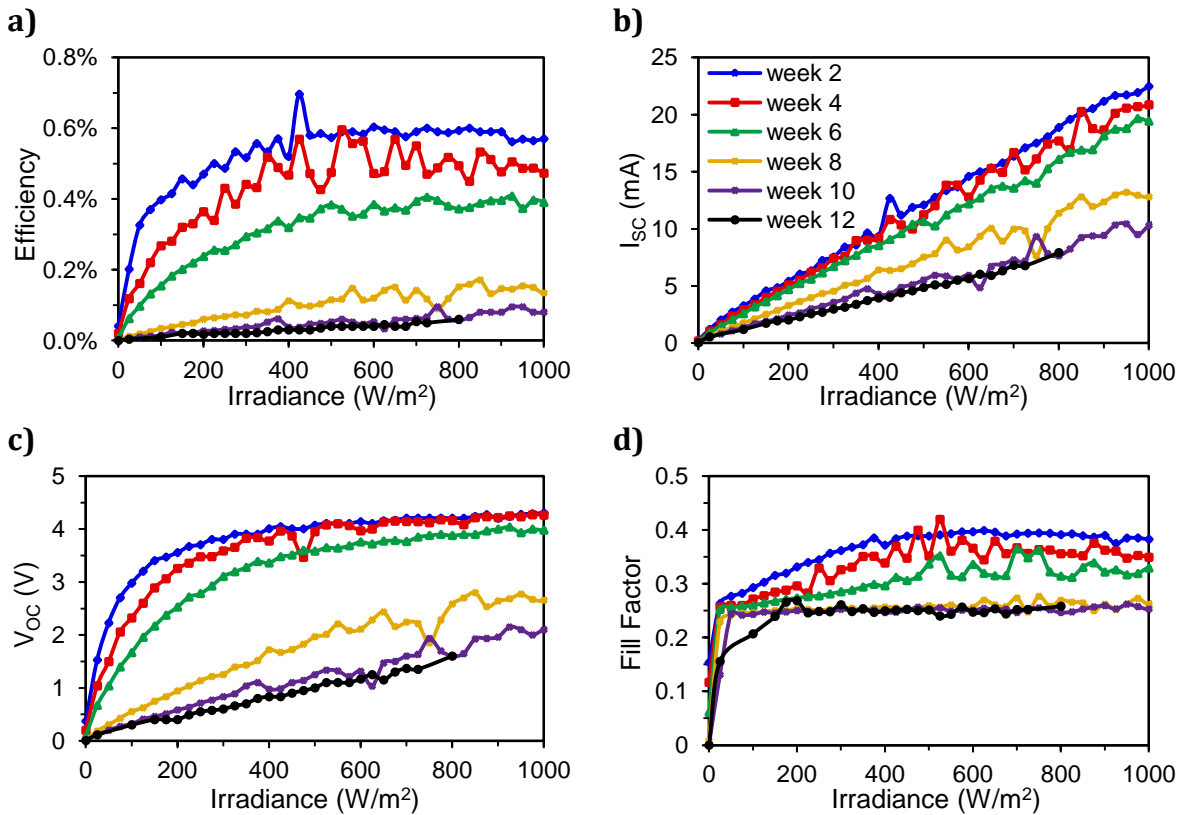 a)
0.8%
0.6%
0.4%
0.2%
0.0%
Efficiency
0 200 400 600 800 1000
Irradiance (W/m²)
b)
25
20
15
10
5
0
I_SC (mA)
week 2
week 4
week 6
week 8
week 10
week 12
0 200 400 600 800 1000
Irradiance (W/m²)
c)
5
4
3
2
1
0
V_OC (V)
0 200 400 600 800 1000
Irradiance (W/m²)
d)
0.5
0.4
0.3
0.2
0.1
0
Fill Factor
0 200 400 600 800 1000
Irradiance (W/m²)